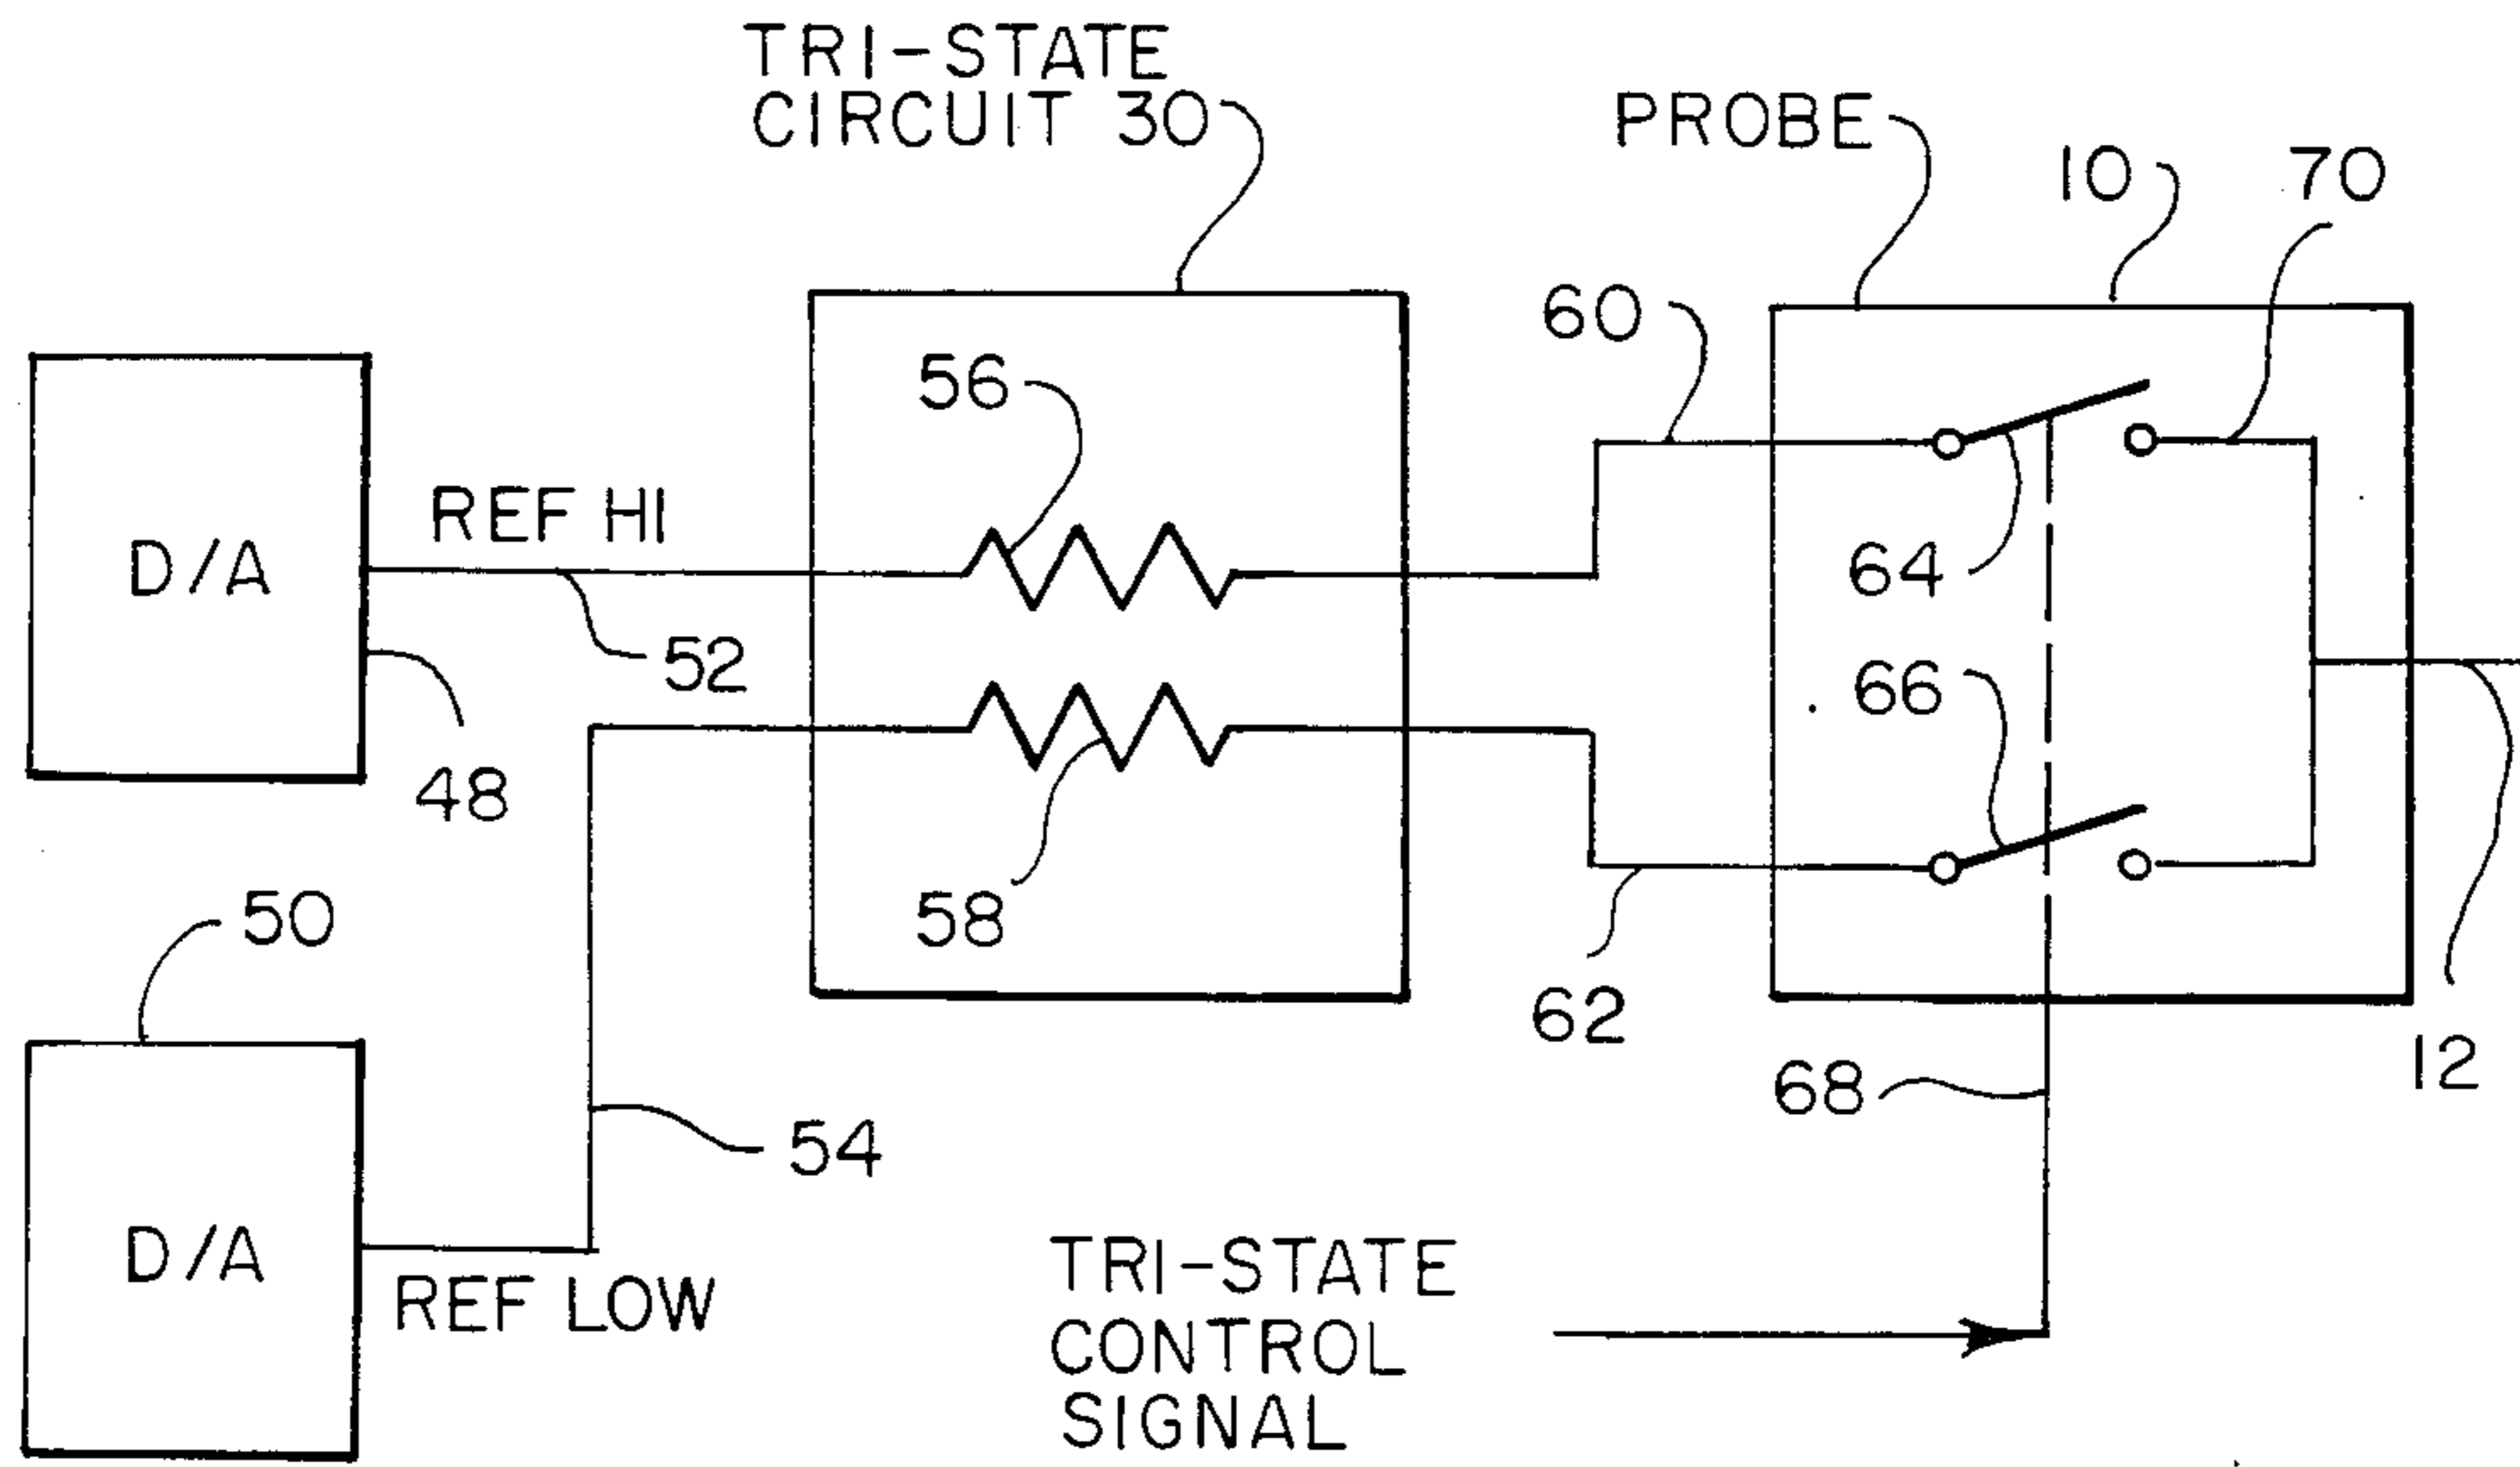 TRI-STATE
CIRCUIT 30
PROBE
10
70
60
56
REF HI
D/A
64
52
66
48
50
58
62
12
68
54
D/A
REF LOW
TRI-STATE
CONTROL
SIGNAL